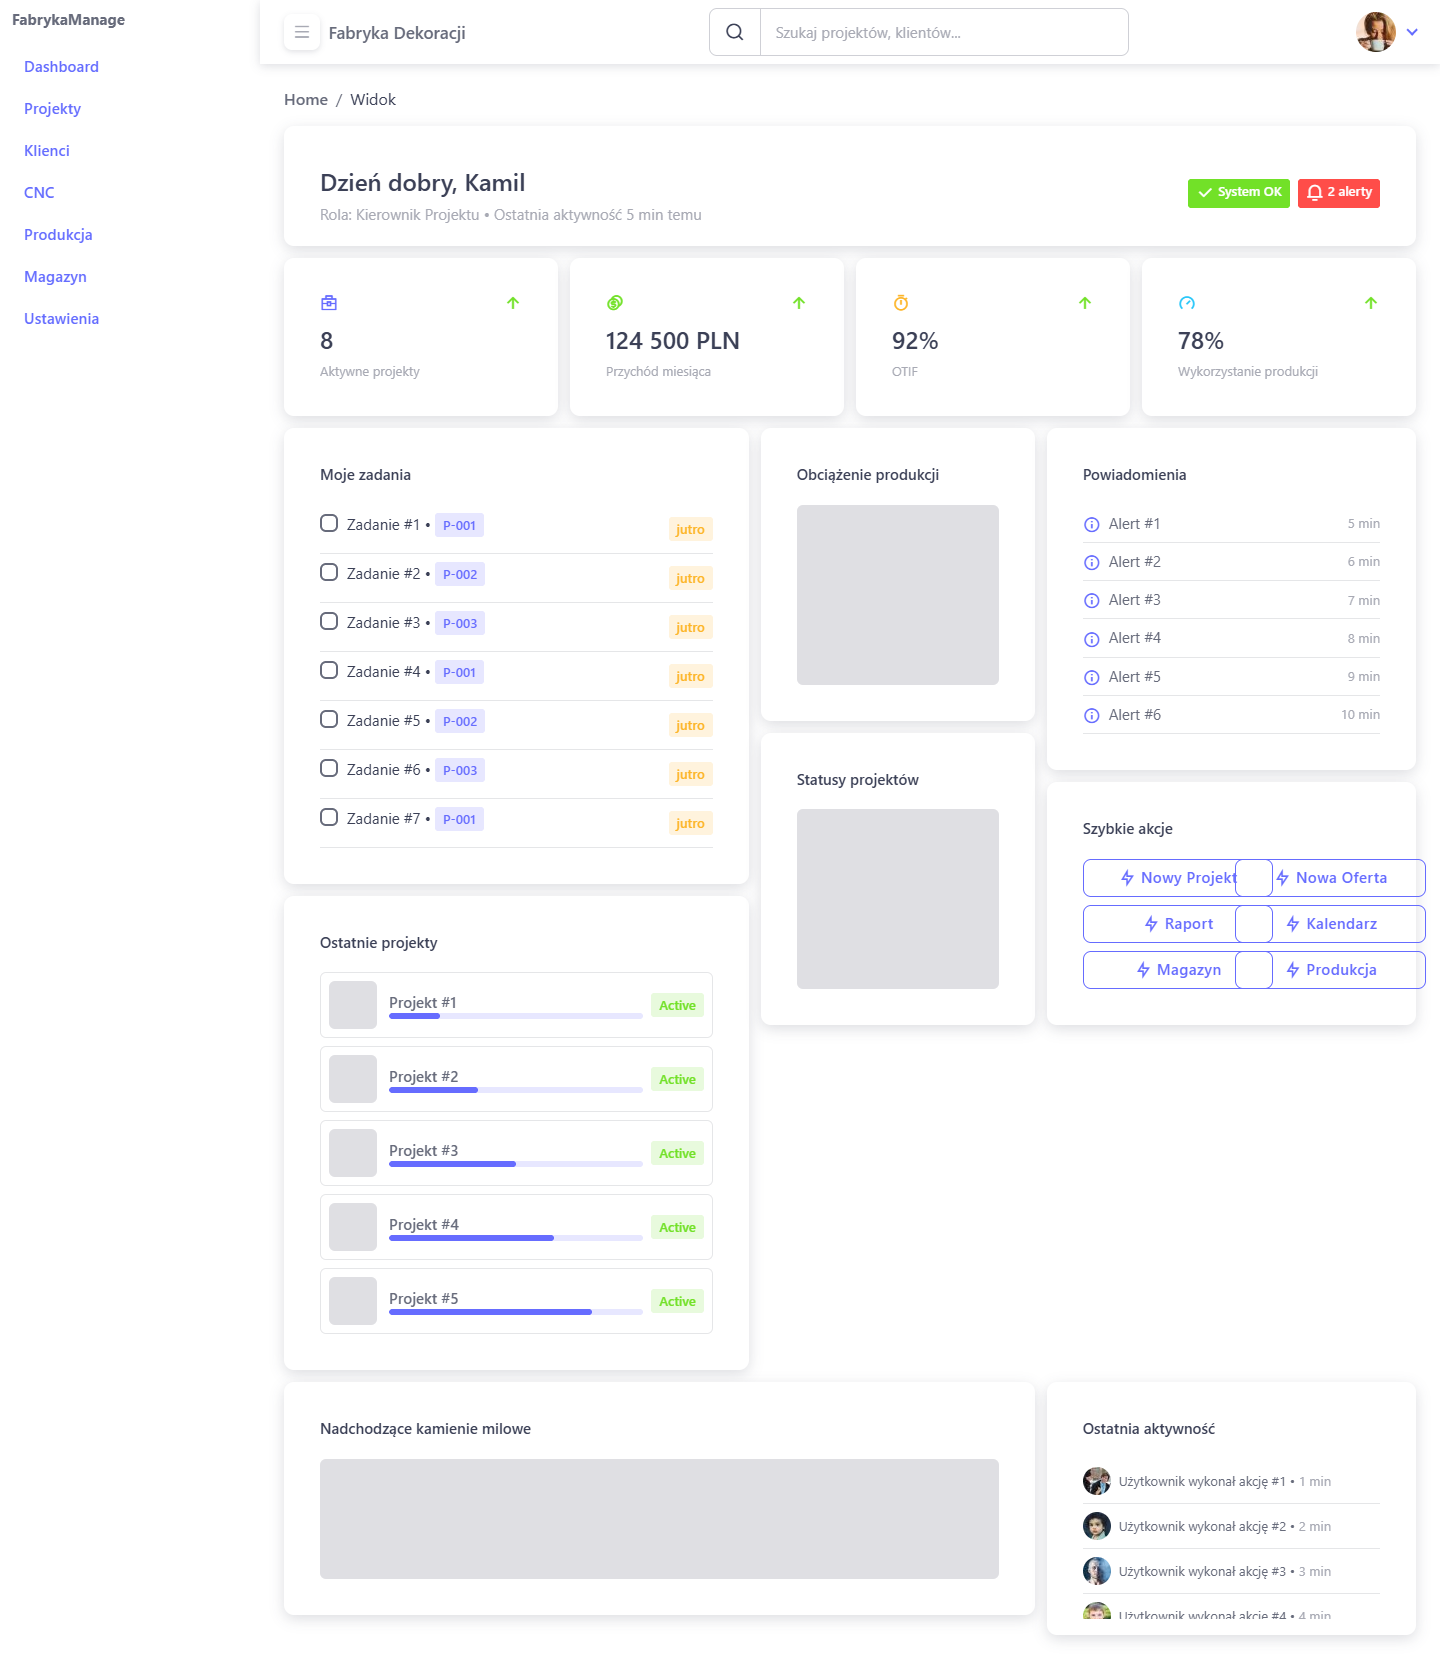 FabrykaManage
Dashboard
Projekty
Klienci
CNC
Produkcja
Magazyn
Ustawienia
Fabryka Dekoracji
Szukaj projektów, klientów...
Home / Widok
Dzień dobry, Kamil
Rola: Kierownik Projektu • Ostatnia aktywność 5 min temu
System OK
2 alerty
8
Aktywne projekty
124 500 PLN
Przychód miesiąca
92%
OTIF
78%
Wykorzystanie produkcji
Moje zadania
Zadanie #1 • P-001 jutro
Zadanie #2 • P-002 jutro
Zadanie #3 • P-003 jutro
Zadanie #4 • P-001 jutro
Zadanie #5 • P-002 jutro
Zadanie #6 • P-003 jutro
Zadanie #7 • P-001 jutro
Ostatnie projekty
Projekt #1 Active
Projekt #2 Active
Projekt #3 Active
Projekt #4 Active
Projekt #5 Active
Obciążenie produkcji
Statusy projektów
Powiadomienia
Alert #1 5 min
Alert #2 6 min
Alert #3 7 min
Alert #4 8 min
Alert #5 9 min
Alert #6 10 min
Szybkie akcje
Nowy Projekt
Nowa Oferta
Raport
Kalendarz
Magazyn
Produkcja
Nadchodzące kamienie milowe
Ostatnia aktywność
Użytkownik wykonał akcję #1 • 1 min
Użytkownik wykonał akcję #2 • 2 min
Użytkownik wykonał akcję #3 • 3 min
Użytkownik wykonał akcję #4 • 4 min